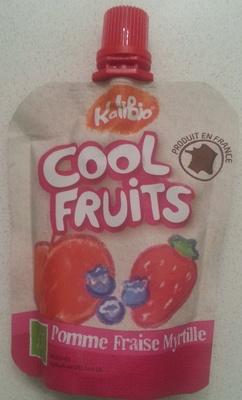 KaliBio
PRODUIT EN FRANCE
COOL
FRUITS
Pomme Fraise Myrtille